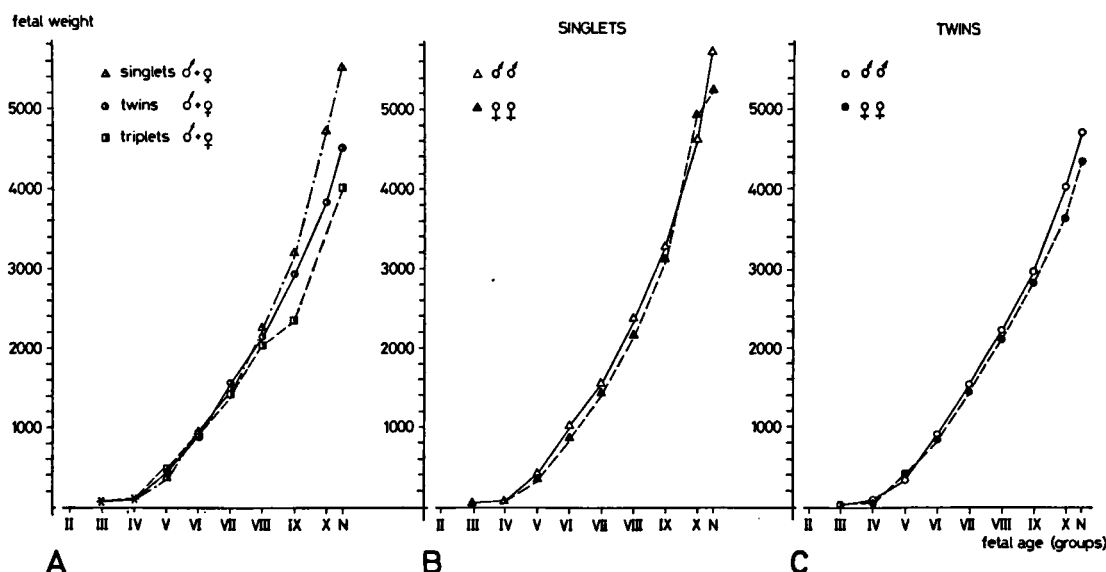 fetal weight
SINGLETS
TWINS
singlets ♂+♀
twins ♂+♀
triplets ♂+♀
♂♂
♀♀
♂♂
♀♀
5000
4000
3000
2000
1000
5000
4000
3000
2000
1000
5000
4000
3000
2000
1000
II III IV V VI VII VIII IX X N
II III IV V VI VII VIII IX X N
II III IV V VI VII VIII IX X N
fetal age (groups)
A
B
C